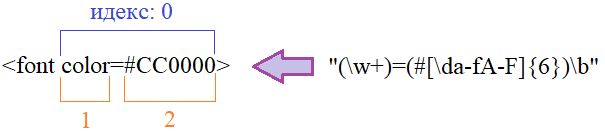 идекс: 0
<font color=#CC0000> "(\w+)=(#[\da-fA-F]{6})\b"
1 2